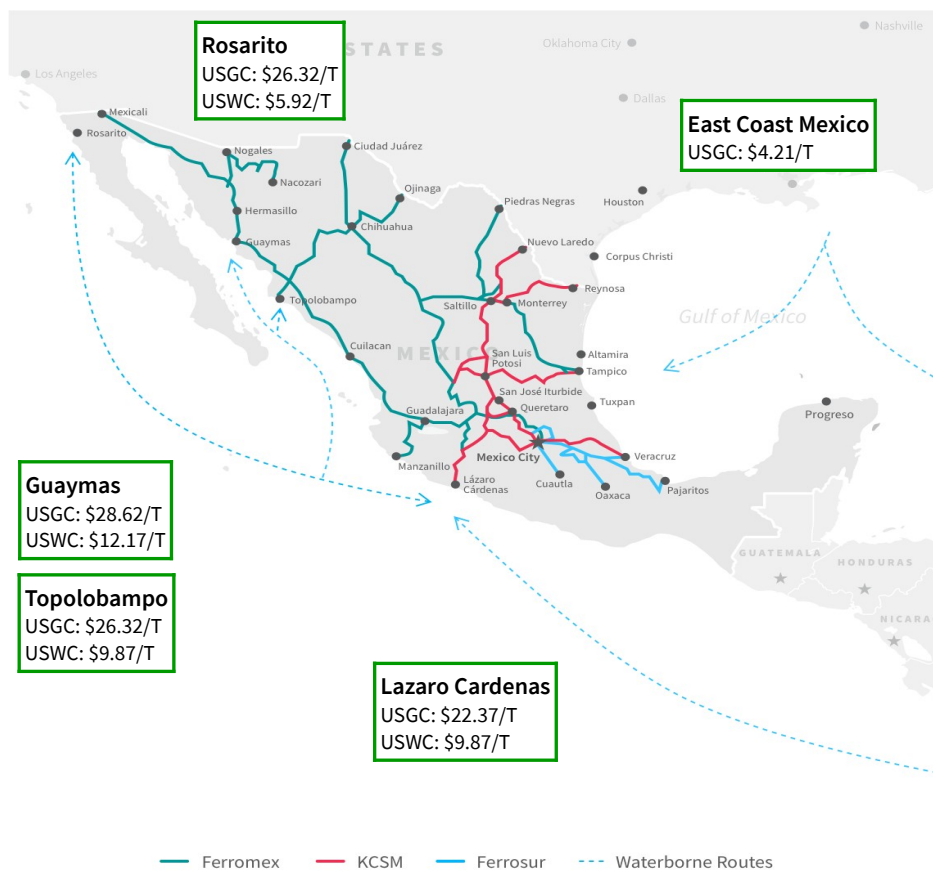 Nashville
Rosarito
USGC: $26.32/T
USWC: $5.92/T
STATES
Oklahoma City
Los Angeles
Dallas
East Coast Mexico
USGC: $4.21/T
Mexicali
Rosarito
Nogales
Ciudad Juárez
Nacozari
Ojinaga
Houston
Piedras Negras
Hermasillo
Chihuahua
Guaymas
Nuevo Laredo
Corpus Christi
Reynosa
Topolobampo
Saltillo
Monterrey
Gulf of Mexico
Cuilacan
MEXICO
San Luis
Potosi
Altamira
Tampico
San José Iturbide
Tuxpan
Guadalajara
Queretaro
Progreso
Manzanillo
Mexico City
Veracruz
Lázaro
Cárdenas
Cuautla
Oaxaca
Pajaritos
Guaymas
USGC: $28.62/T
USWC: $12.17/T
GUATEMALA
HONDURAS
Topolobampo
USGC: $26.32/T
USWC: $9.87/T
NICARA
Lazaro Cardenas
USGC: $22.37/T
USWC: $9.87/T
Ferromex
KCSM
Ferrosur
Waterborne Routes